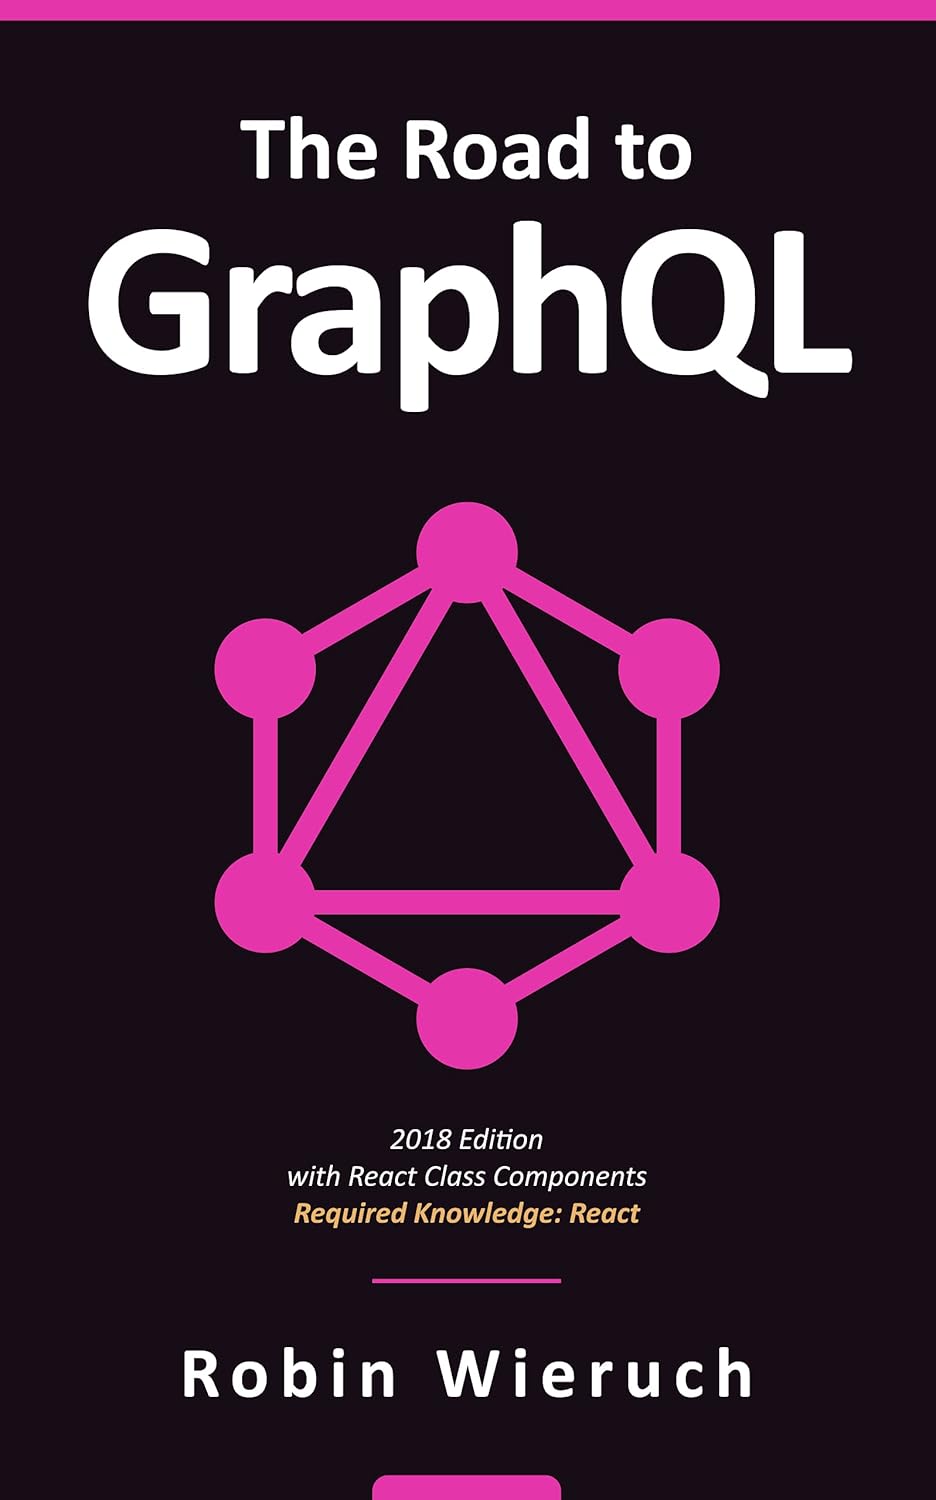 The Road to
GraphQL
2018 Edition
with React Class Components
Required Knowledge: React
Robin Wieruch